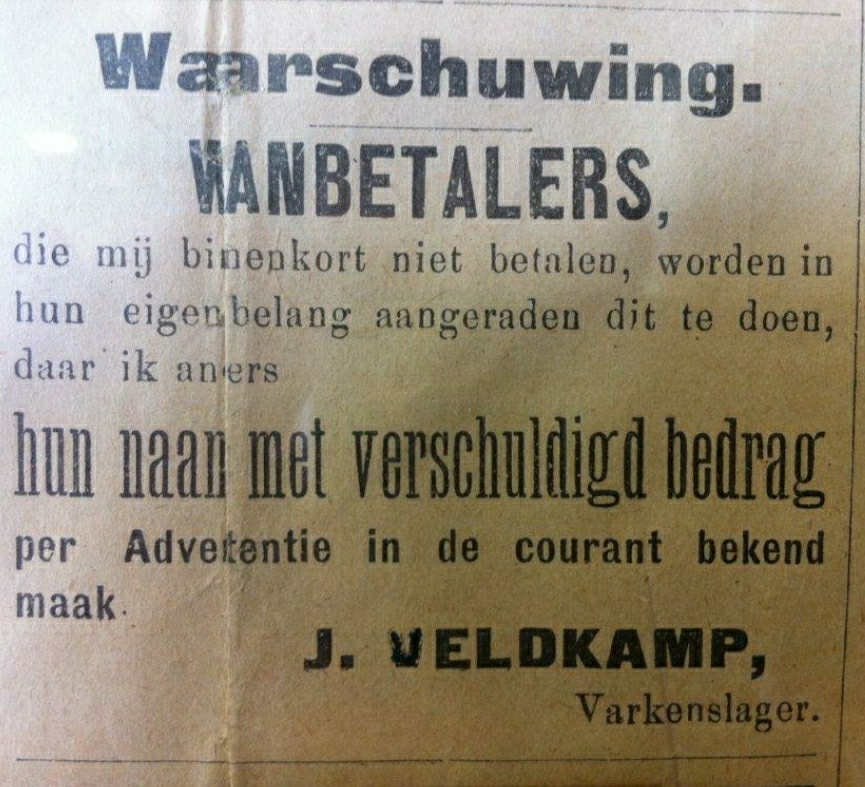 Waarschuwing.
WANBETALERS,
die mij binenkort niet betalen, worden in
hun eigenbelang aangeraden dit te doen,
daar ik aners
hun naan met verschuldigd bedrag
per Advetentie in de courant bekend
maak.
J. VELDKAMP,
Varkenslager.